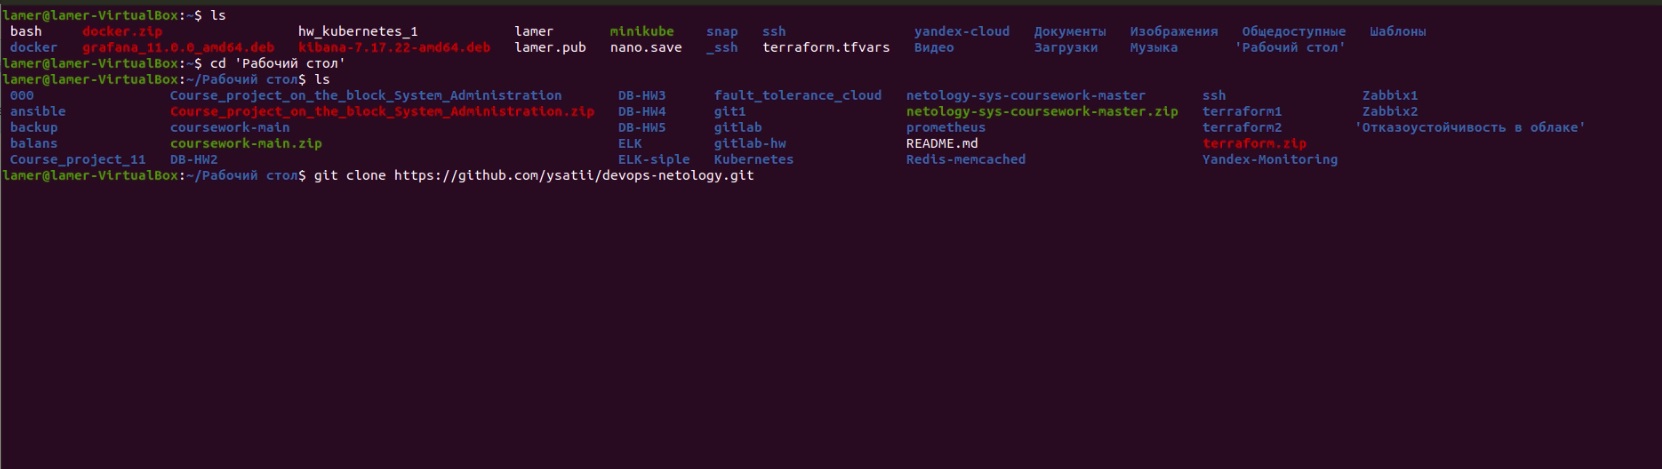 lamer@lamer-VirtualBox:~$ ls
bash docker.zip hw_kubernetes_1 lamer minikube snap ssh yandex-cloud Документы Изображения Общедоступные Шаблоны
docker grafana_11.0.0_amd64.deb kibana-7.17.22-amd64.deb lamer.pub nano.save _ssh terraform.tfvars Видео Загрузки Музыка 'Рабочий стол'
lamer@lamer-VirtualBox:~$ cd 'Рабочий стол'
lamer@lamer-VirtualBox:~/Рабочий стол$ ls
000 Course_project_on_the_block_System_Administration DB-HW3 fault_tolerance_cloud netology-sys-coursework-master ssh Zabbix1
ansible Course_project_on_the_block_System_Administration.zip DB-HW4 git1 netology-sys-coursework-master.zip terraform1 Zabbix2
backup coursework-main DB-HW5 gitlab prometheus terraform2 'Отказоустойчивость в облаке'
balans coursework-main.zip ELK gitlab-hw README.md terraform.zip
Course_project_11 DB-HW2 ELK-siple Kubernetes Redis-memcached Yandex-Monitoring
lamer@lamer-VirtualBox:~/Рабочий стол$ git clone https://github.com/ysatii/devops-netology.git